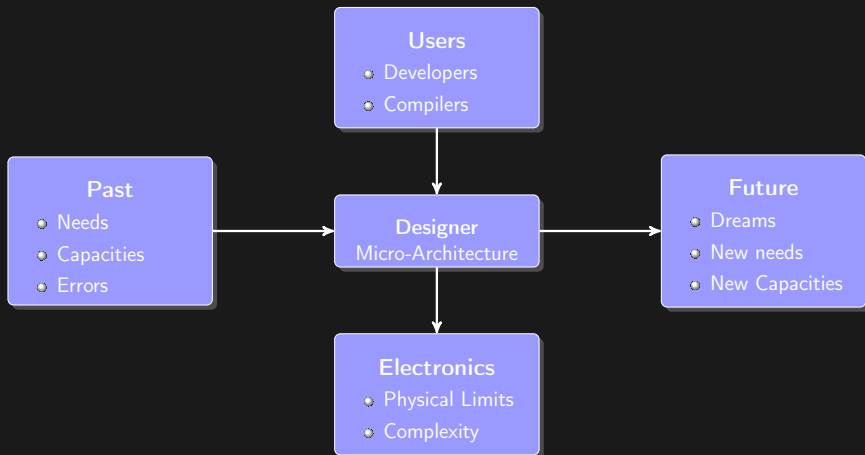 Users
Developers
Compilers
Past
Needs
Capacities
Errors
Designer
Micro-Architecture
Future
Dreams
New needs
New Capacities
Electronics
Physical Limits
Complexity